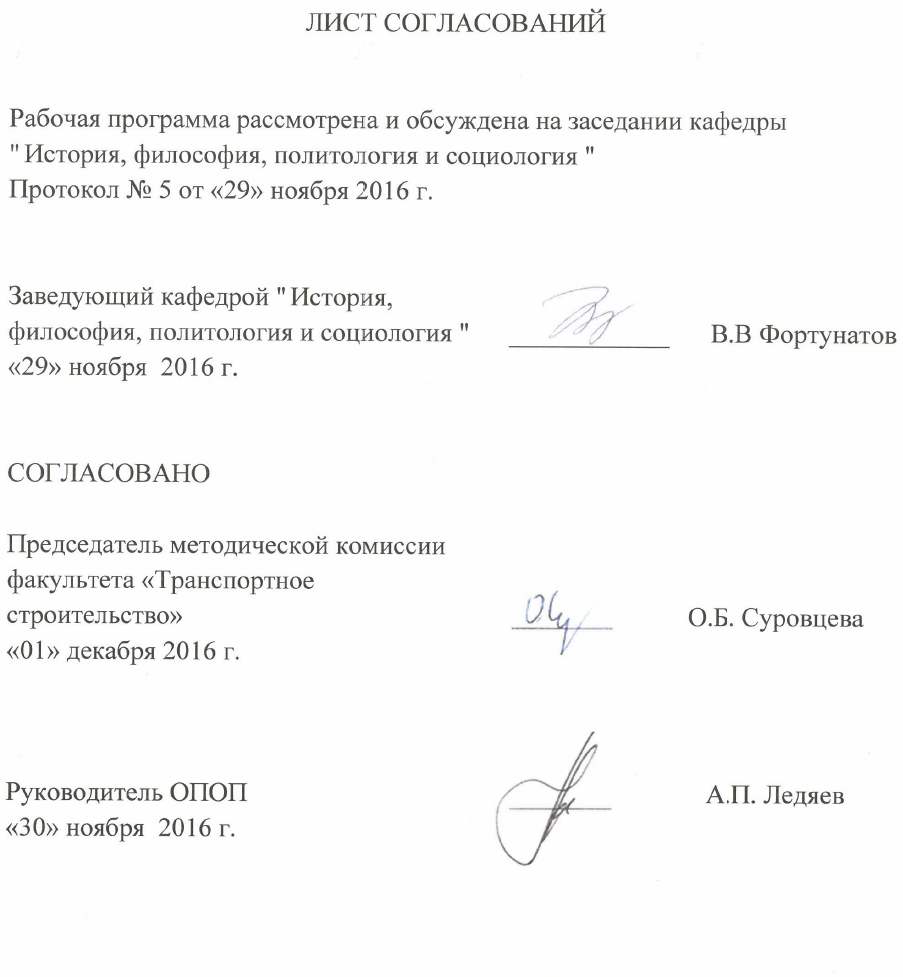 ЛИСТ СОГЛАСОВАНИЙ
Рабочая программа рассмотрена и обсуждена на заседании кафедры
" История, философия, политология и социология "
Протокол № 5 от «29» ноября 2016 г.
Заведующий кафедрой " История,
философия, политология и социология " В.В Фортунатов
«29» ноября 2016 г.
СОГЛАСОВАНО
Председатель методической комиссии
факультета «Транспортное
строительство» О.Б. Суровцева
«01» декабря 2016 г.
Руководитель ОПОП А.П. Ледяев
«30» ноября 2016 г.